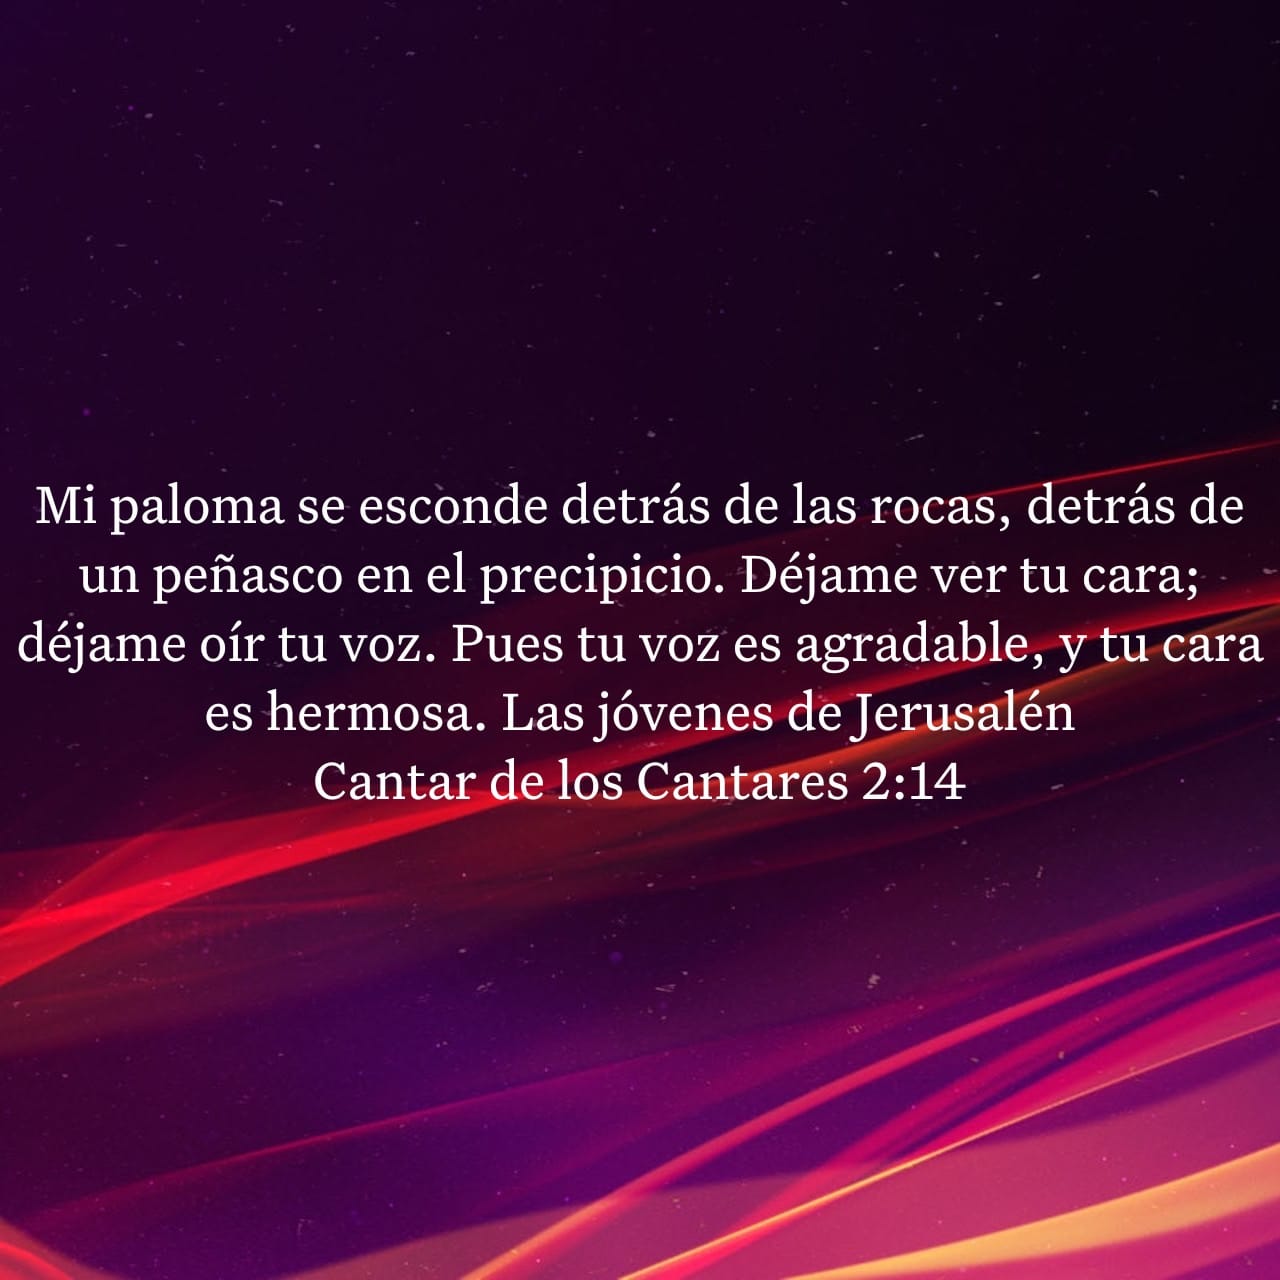 Mi paloma se esconde detrás de las rocas, detrás de
un peñasco en el precipicio. Déjame ver tu cara;
déjame oír tu voz. Pues tu voz es agradable, y tu cara
es hermosa. Las jóvenes de Jerusalén
Cantar de los Cantares 2:14